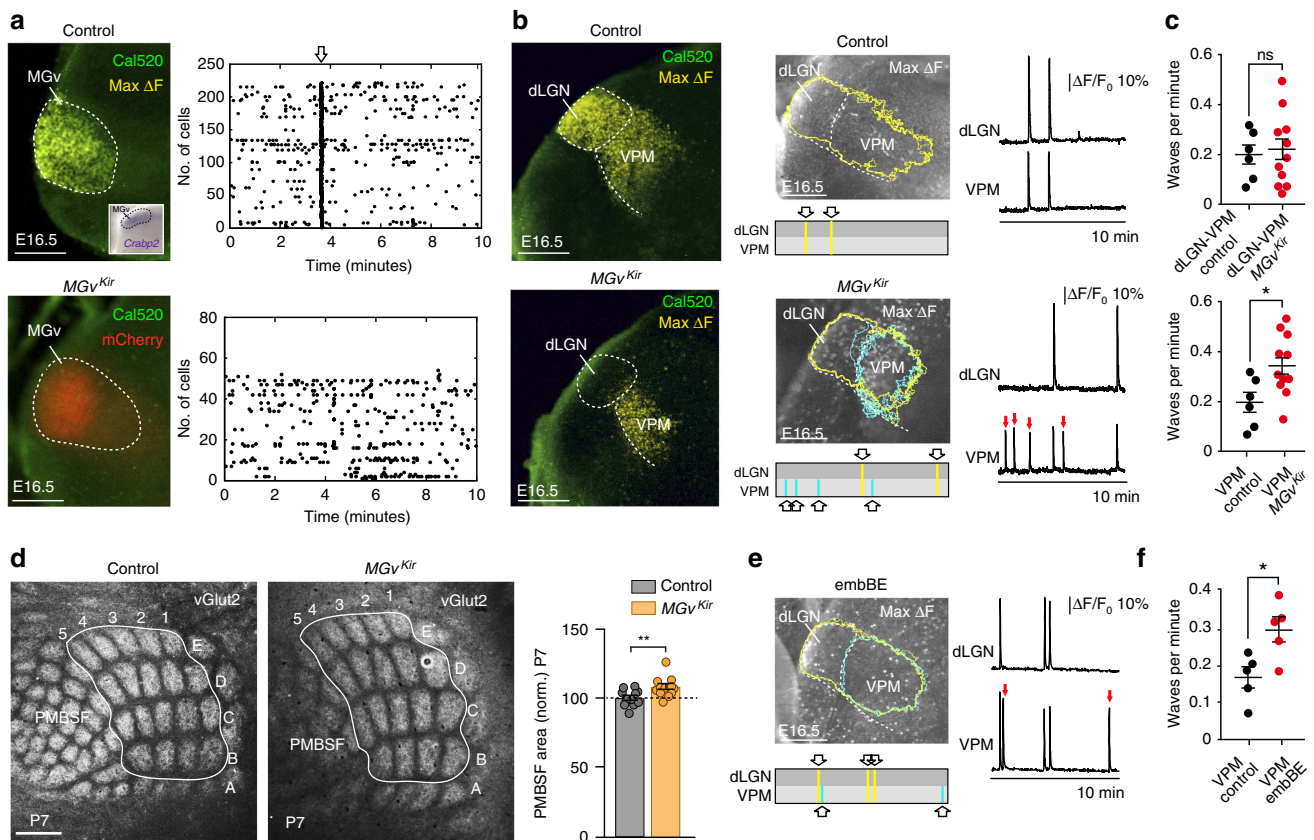 a
Control
Cal520
Max ΔF
MGv
E16.5
MGv
Crabp2
250
200
150
100
50
0
No. of cells
0 2 4 6 8 10
Time (minutes)
MGv^Kir
Cal520
mCherry
MGv
E16.5
80
60
40
20
0
No. of cells
0 2 4 6 8 10
Time (minutes)
b
Control
Cal520
Max ΔF
dLGN
VPM
E16.5
MGv^Kir
Cal520
Max ΔF
dLGN
VPM
E16.5
Control
dLGN
Max ΔF
VPM
E16.5
dLGN
VPM
ΔF/F0 10%
dLGN
VPM
10 min
MGv^Kir
dLGN
Max ΔF
VPM
E16.5
dLGN
VPM
ΔF/F0 10%
dLGN
VPM
10 min
c
0.6
0.4
0.2
0
Waves per minute
ns
dLGN-VPM
control
dLGN-VPM
MGv^Kir
0.6
0.4
0.2
0
Waves per minute
*
VPM
control
VPM
MGv^Kir
d
Control
vGlut2
5 4 3 2 1
E
D
C
B
A
PMBSF
P7
MGv^Kir
vGlut2
5 4 3 2 1
E
D
C
B
A
PMBSF
P7
Control
MGv^Kir
150
100
50
0
PMBSF area (norm.) P7
**
e
embBE
dLGN
Max ΔF
VPM
E16.5
dLGN
VPM
ΔF/F0 10%
dLGN
VPM
10 min
f
0.4
0.3
0.2
0.1
0
Waves per minute
*
VPM
control
VPM
embBE